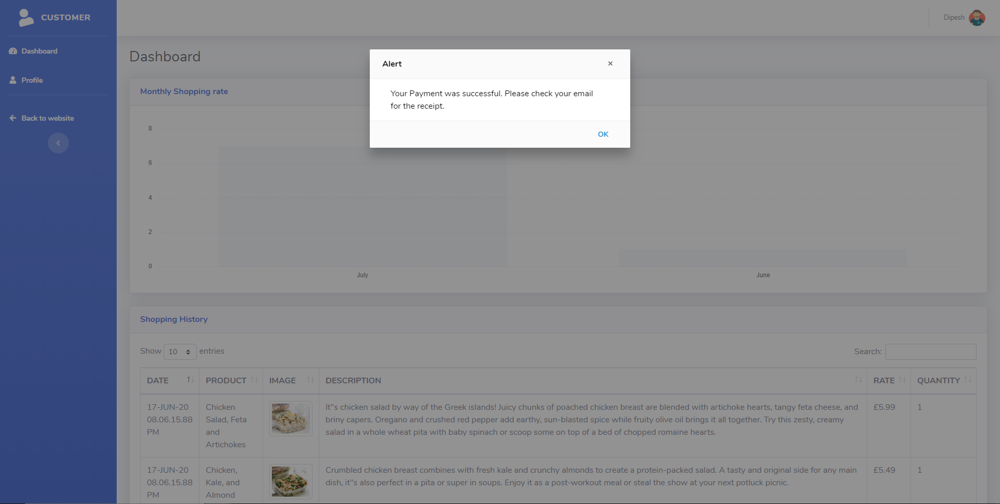 CUSTOMER
Dashboard
Profile
Back to website
Dipesh
Dashboard
Alert
×
Your Payment was successful. Please check your email
for the receipt.
OK
Monthly Shopping rate
8
6
4
2
0
July
June
Shopping History
Show 10 entries
Search:
DATE PRODUCT IMAGE DESCRIPTION RATE QUANTITY
17-JUN-20
08.06.15.88
PM
Chicken
Salad, Feta
and
Artichokes
It"s chicken salad by way of the Greek islands! Juicy chunks of poached chicken breast are blended with artichoke hearts, tangy feta cheese, and
briny capers. Oregano and crushed red pepper add earthy, sun-blasted spice while fruity olive oil brings it all together. Try this zesty, creamy
salad in a whole wheat pita with baby spinach or scoop some on top of a bed of chopped romaine hearts.
£5.99
1
17-JUN-20
08.06.15.88
PM
Chicken,
Kale, and
Almond
Crumbled chicken breast combines with fresh kale and crunchy almonds to create a protein-packed salad. A tasty and original side for any main
dish, it"s also perfect in a pita or super in soups. Enjoy it as a post-workout meal or steal the show at your next potluck picnic.
£5.49
1